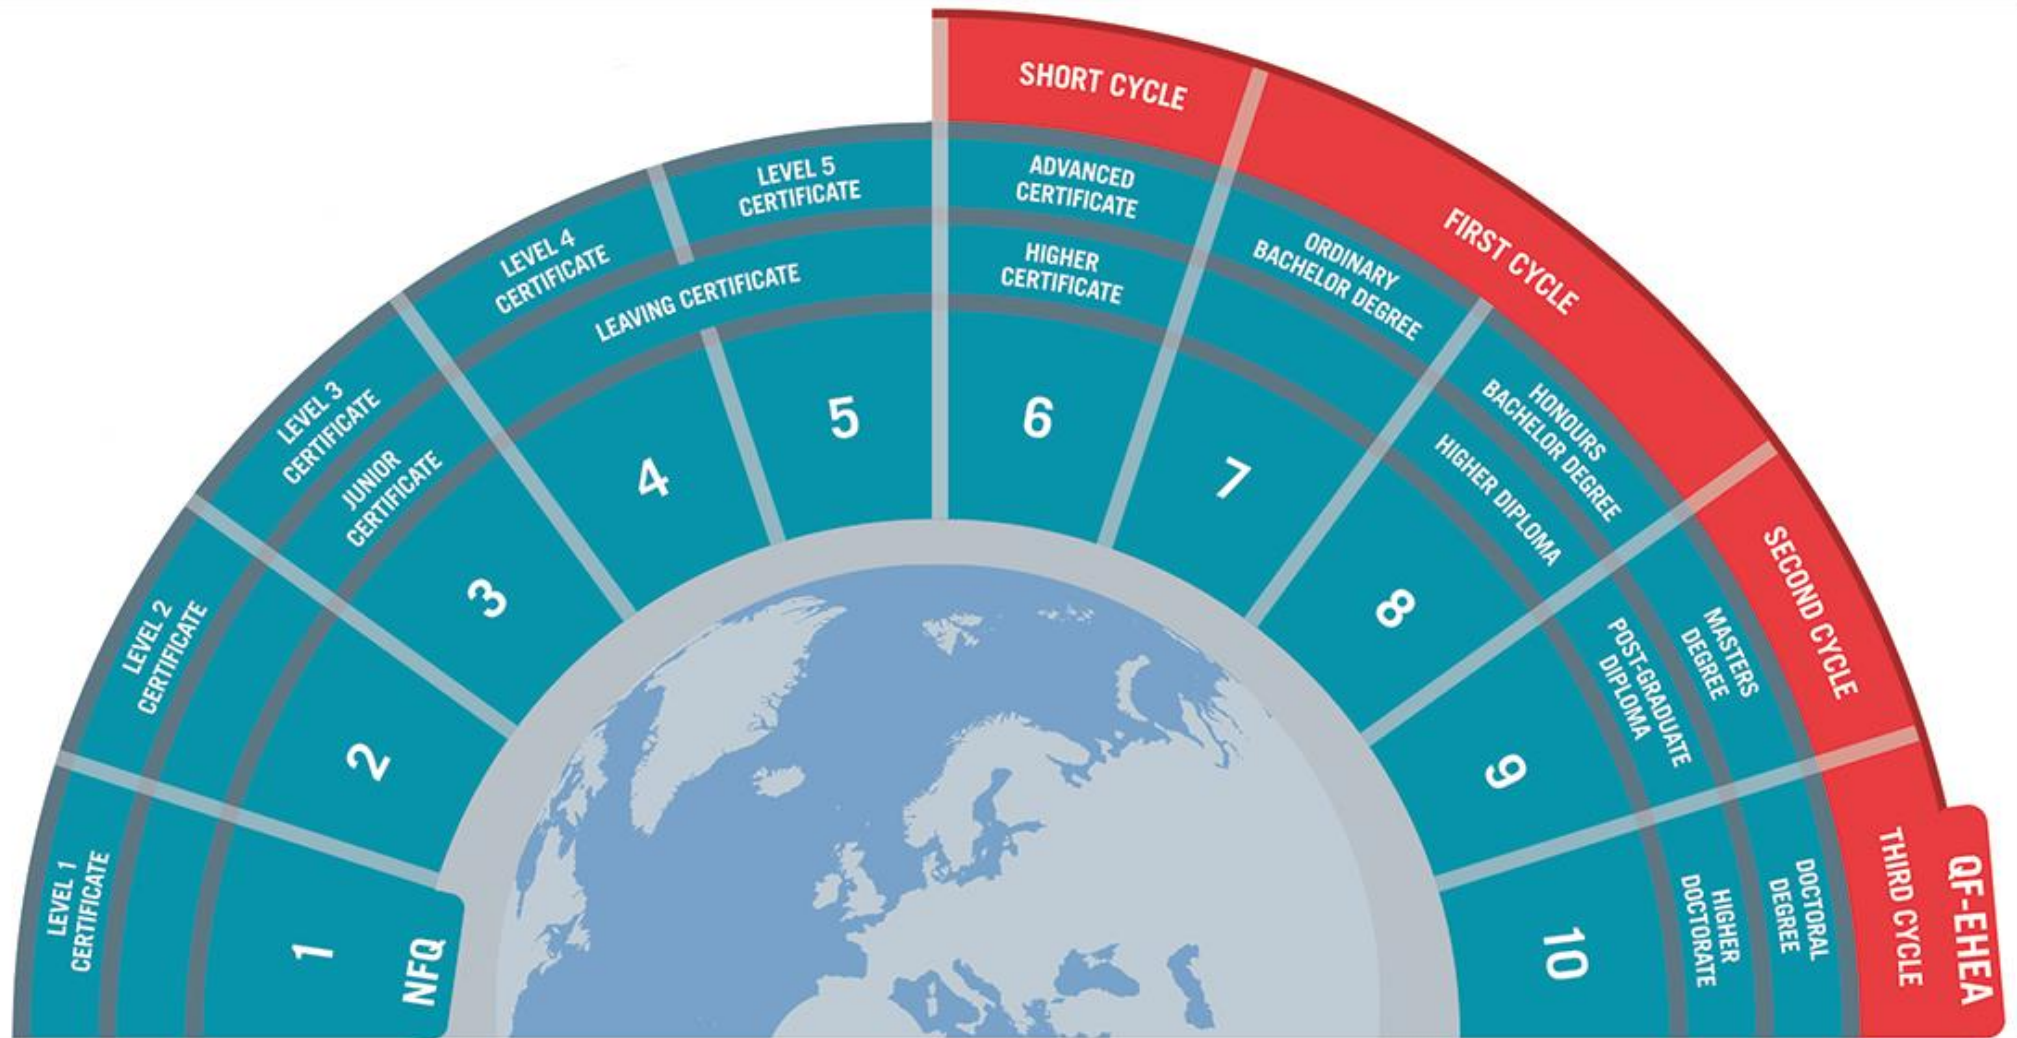 NFQ
1
LEVEL 1
CERTIFICATE
2
LEVEL 2
CERTIFICATE
3
LEVEL 3
CERTIFICATE
JUNIOR
CERTIFICATE
4
LEVEL 4
CERTIFICATE
LEAVING CERTIFICATE
5
LEVEL 5
CERTIFICATE
6
ADVANCED
CERTIFICATE
HIGHER
CERTIFICATE
SHORT CYCLE
7
ORDINARY
BACHELOR DEGREE
FIRST CYCLE
8
HONOURS
BACHELOR DEGREE
HIGHER DIPLOMA
9
MASTERS
DEGREE
POST-GRADUATE
DIPLOMA
SECOND CYCLE
10
DOCTORAL
DEGREE
HIGHER
DOCTORATE
THIRD CYCLE
QF-EHEA